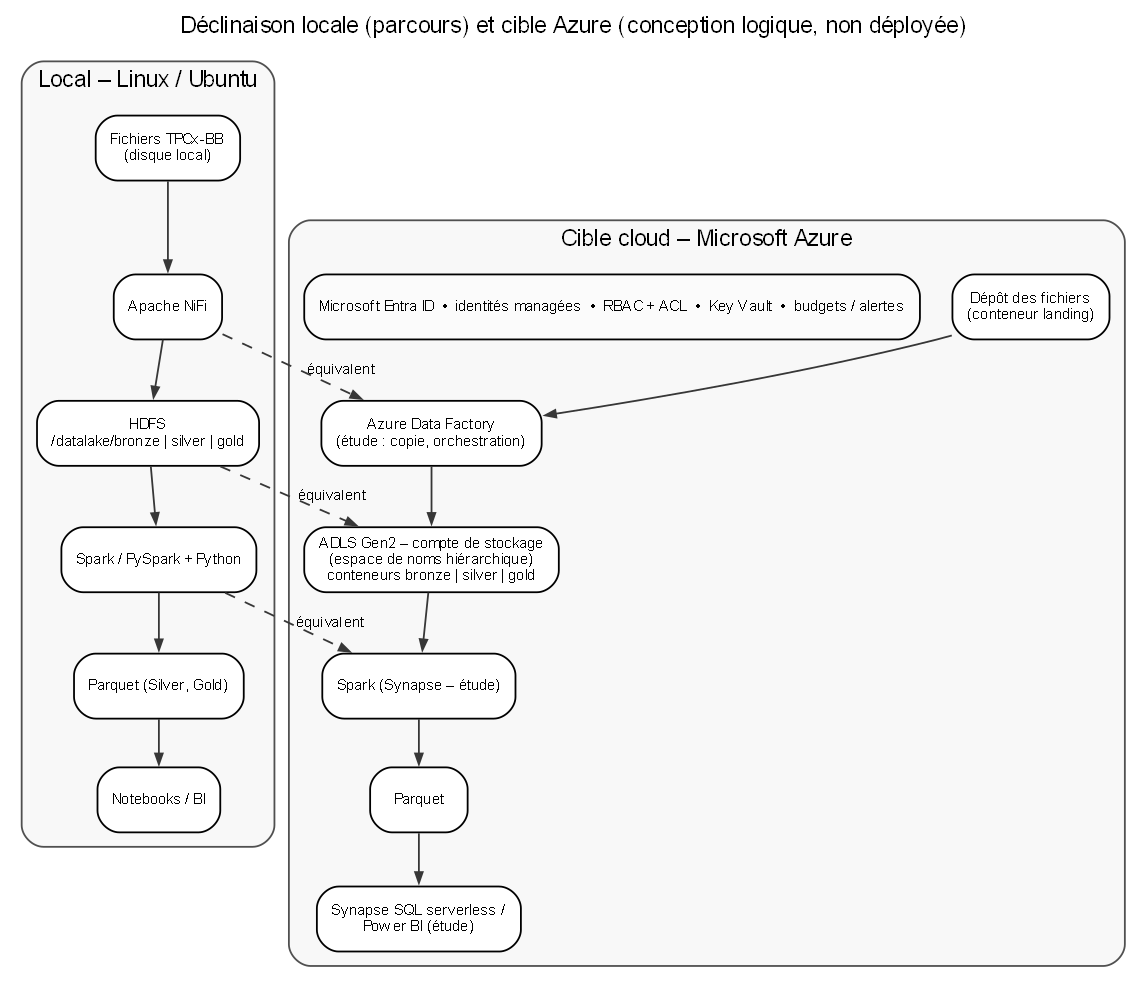 Déclinaison locale (parcours) et cible Azure (conception logique, non déployée)
Local – Linux / Ubuntu
Fichiers TPCx-BB
(disque local)
Apache NiFi
HDFS
/datalake/bronze | silver | gold
Spark / PySpark + Python
Parquet (Silver, Gold)
Notebooks / BI
équivalent
équivalent
équivalent
Cible cloud – Microsoft Azure
Microsoft Entra ID • identités managées • RBAC + ACL • Key Vault • budgets / alertes
Dépôt des fichiers
(conteneur landing)
Azure Data Factory
(étude : copie, orchestration)
ADLS Gen2 – compte de stockage
(espace de noms hiérarchique)
conteneurs bronze | silver | gold
Spark (Synapse – étude)
Parquet
Synapse SQL serverless /
Power BI (étude)